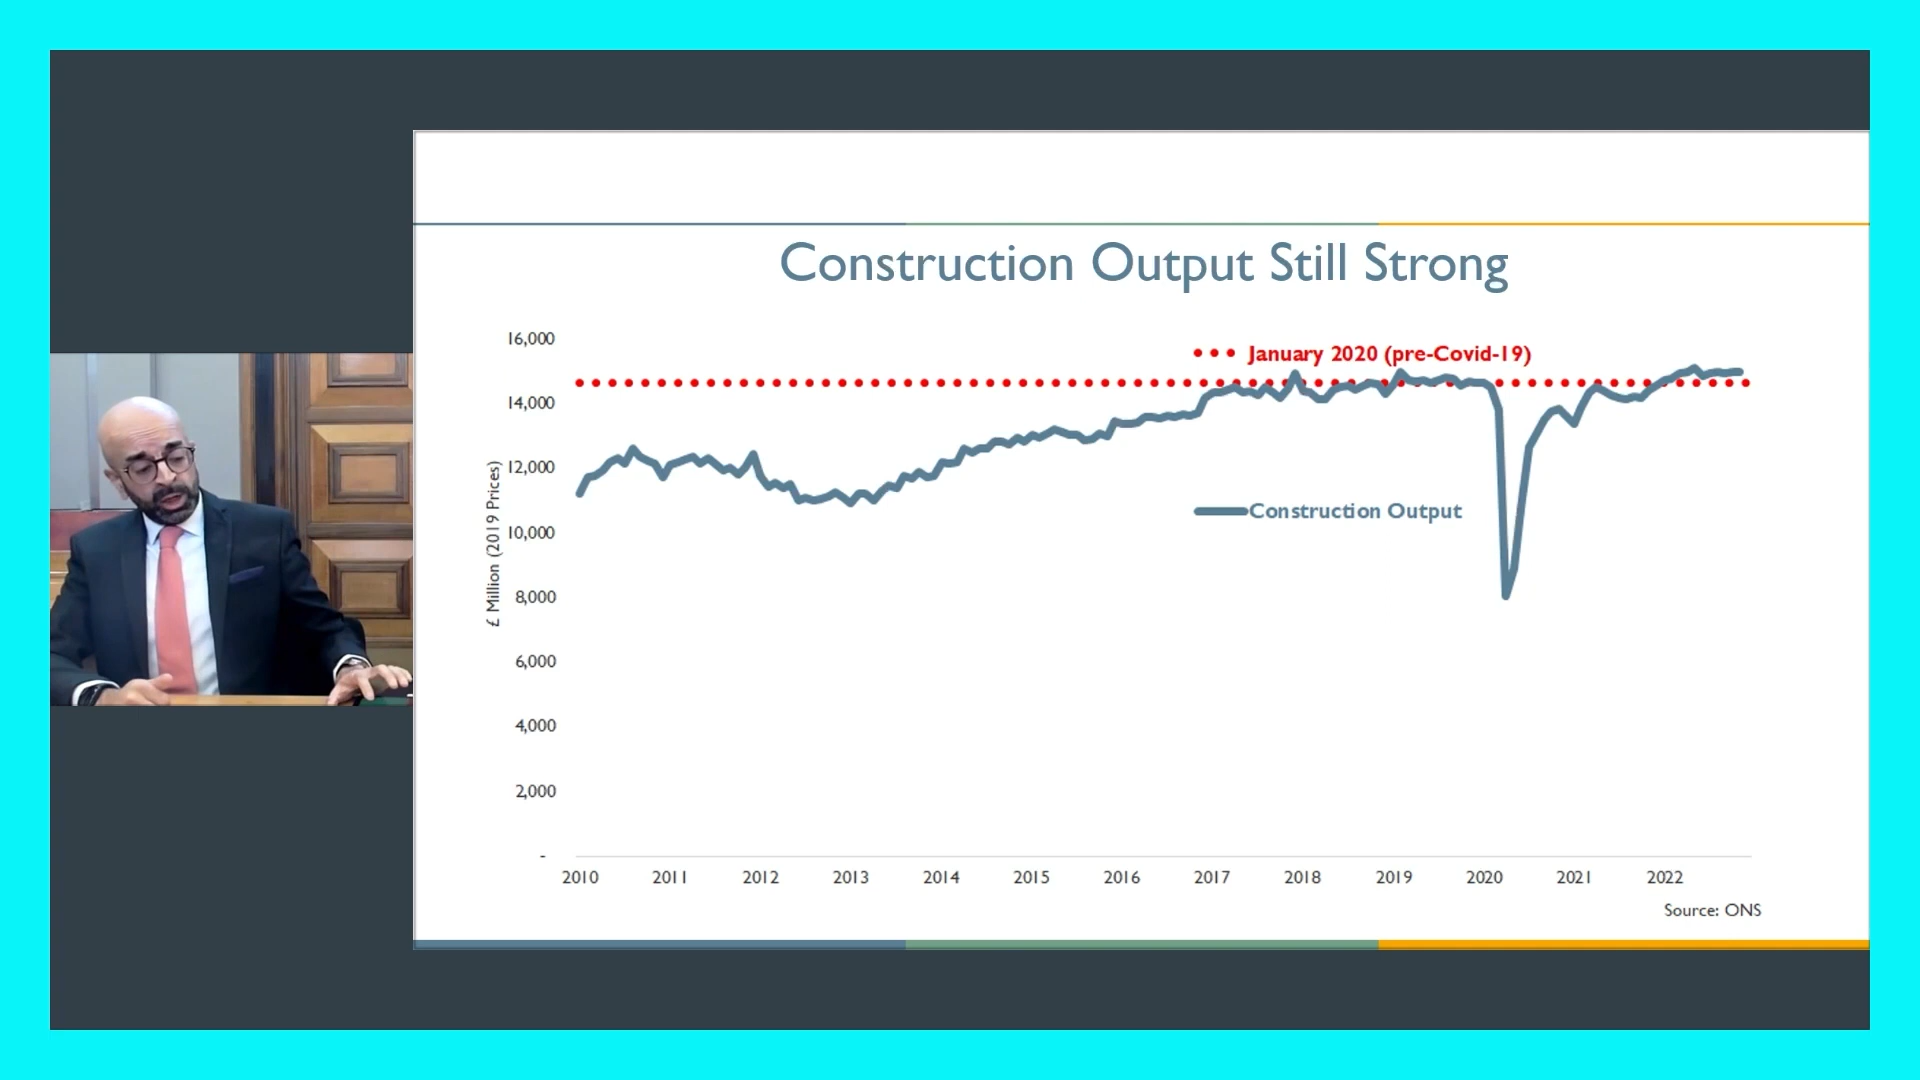 Construction Output Still Strong
16,000
14,000
12,000
10,000
8,000
6,000
4,000
2,000
-
£ Million (2019 Prices)
January 2020 (pre-Covid-19)
Construction Output
2010 2011 2012 2013 2014 2015 2016 2017 2018 2019 2020 2021 2022
Source: ONS